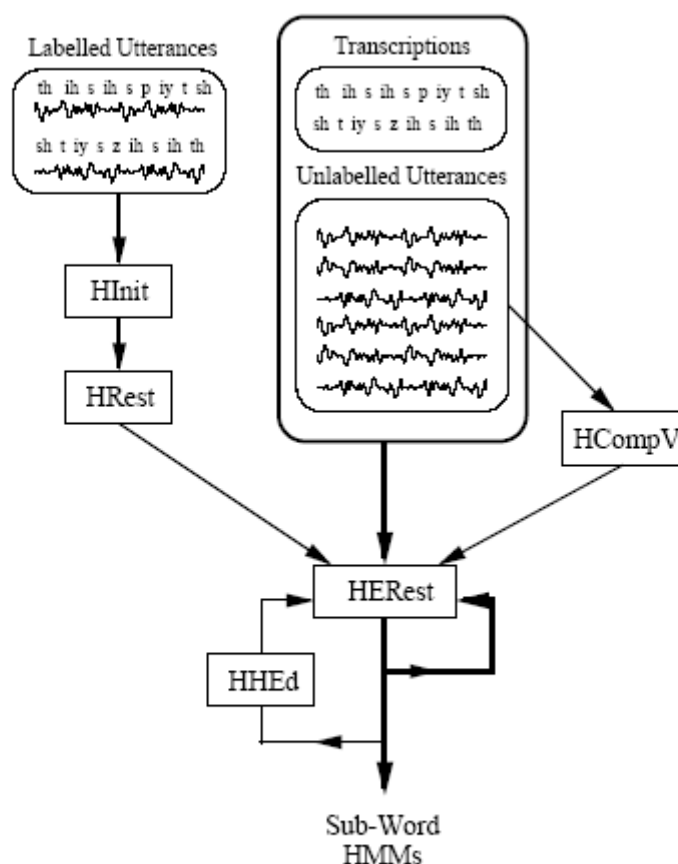 Labelled Utterances
th ih s ih s p iy t sh
sh t iy s z ih s ih th
Transcriptions
th ih s ih s p iy t sh
sh t iy s z ih s ih th
Unlabelled Utterances
HInit
HRest
HCompV
HERest
HHEd
Sub-Word
HMMs